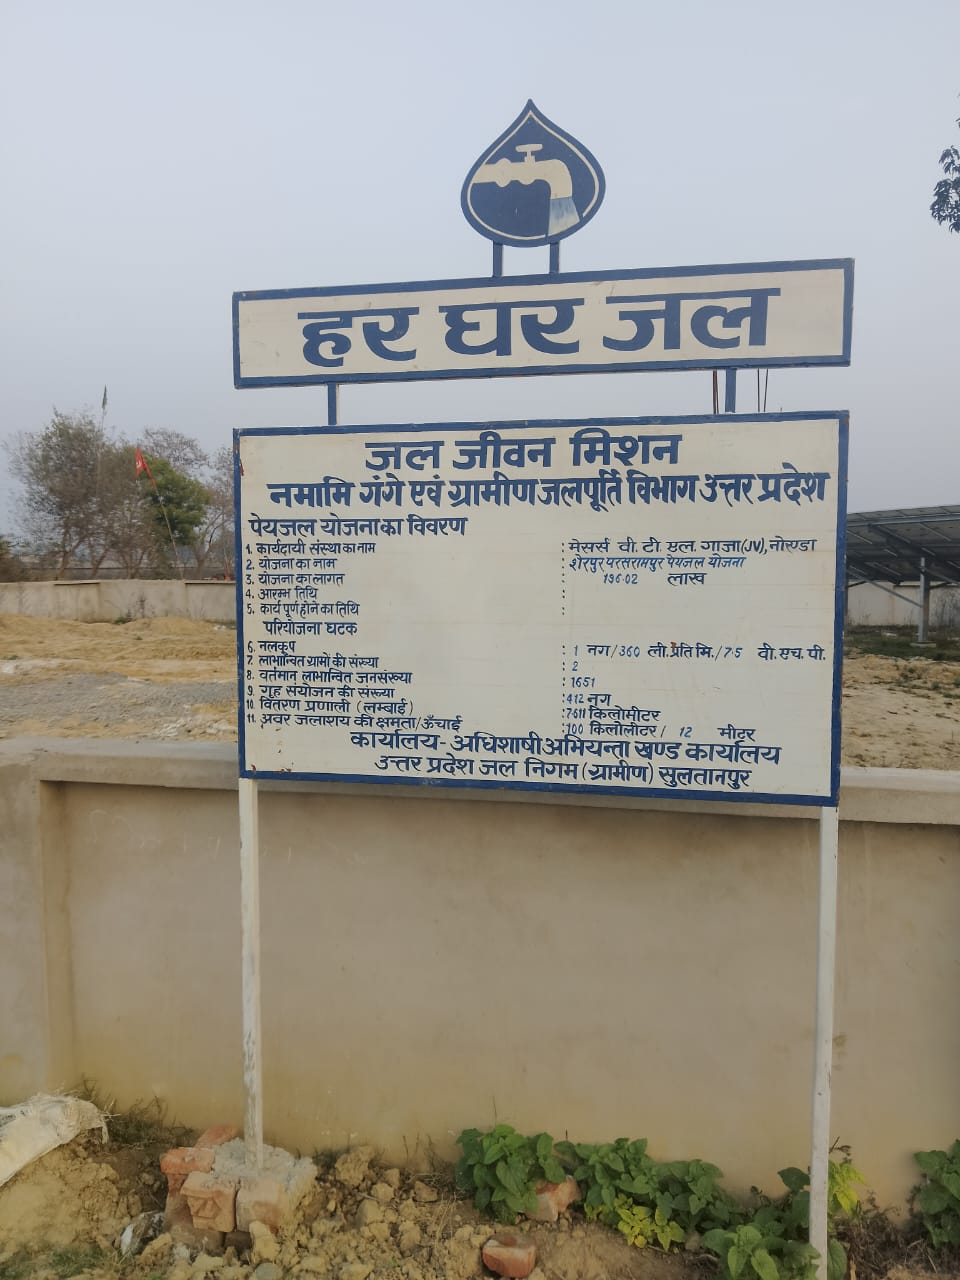 हर घर जल
जल जीवन मिशन
नमामि गंगे एवं ग्रामीण जलपूर्ति विभाग उत्तर प्रदेश
पेयजल योजना का विवरण
1. कार्यदायी संस्था का नाम : मेसर्स वी. टी. एल. गाजा (JV), नोएडा
2. योजना का नाम : शेरपुर परसरामपुर पेयजल योजना
3. योजना का लागत : 196.02 लाख
4. आरम्भ तिथि :
5. कार्य पूर्ण होने का तिथि :
परियोजना घटक
6. नलकूप : 1 नग / 360 ली. प्रति मि. / 7.5 वी. एच. पी.
7. लाभान्वित ग्रामों की संख्या : 2
8. वर्तमान लाभान्वित जनसंख्या : 1651
9. गृह संयोजन की संख्या : 412 नग
10. वितरण प्रणाली (लम्बाई) : 7611 किलोमीटर
11. अवर जलाशय की क्षमता / ऊँचाई : 100 किलोलीटर / 12 मीटर
कार्यालय - अधिशाषी अभियन्ता खण्ड कार्यालय
उत्तर प्रदेश जल निगम (ग्रामीण) सुलतानपुर